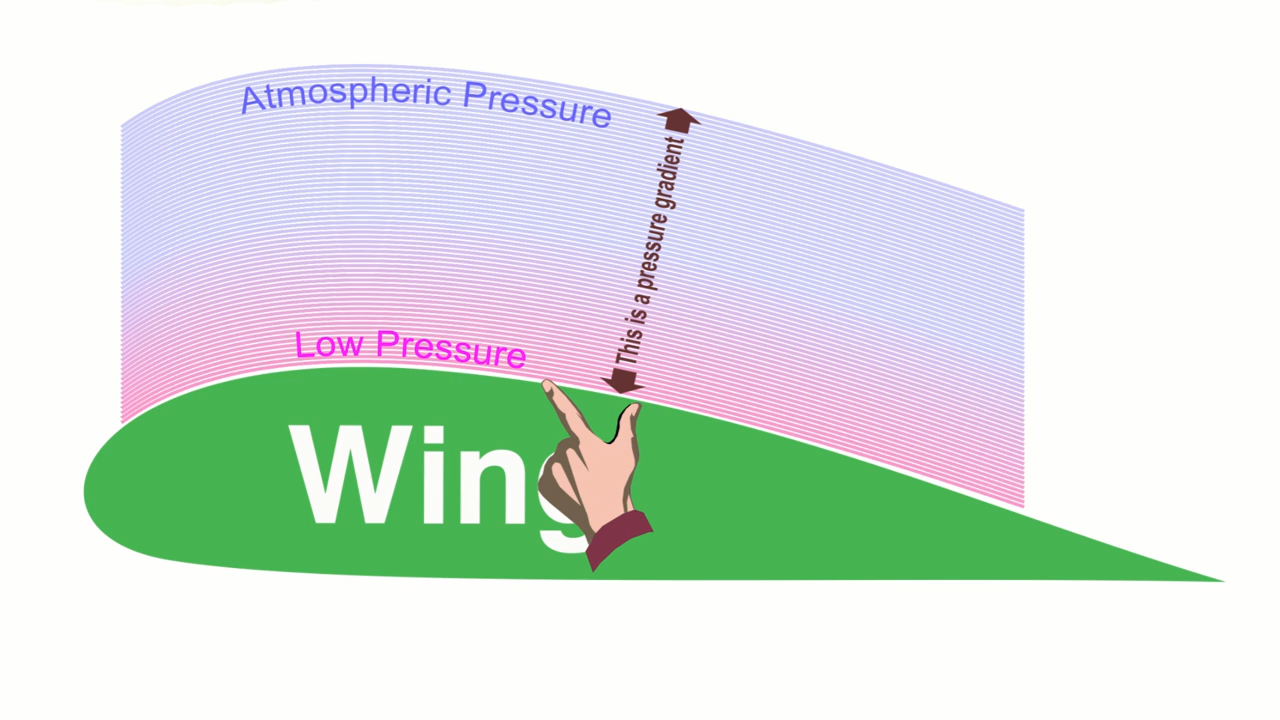 Atmospheric Pressure
This is a pressure gradient
Low Pressure
Wing